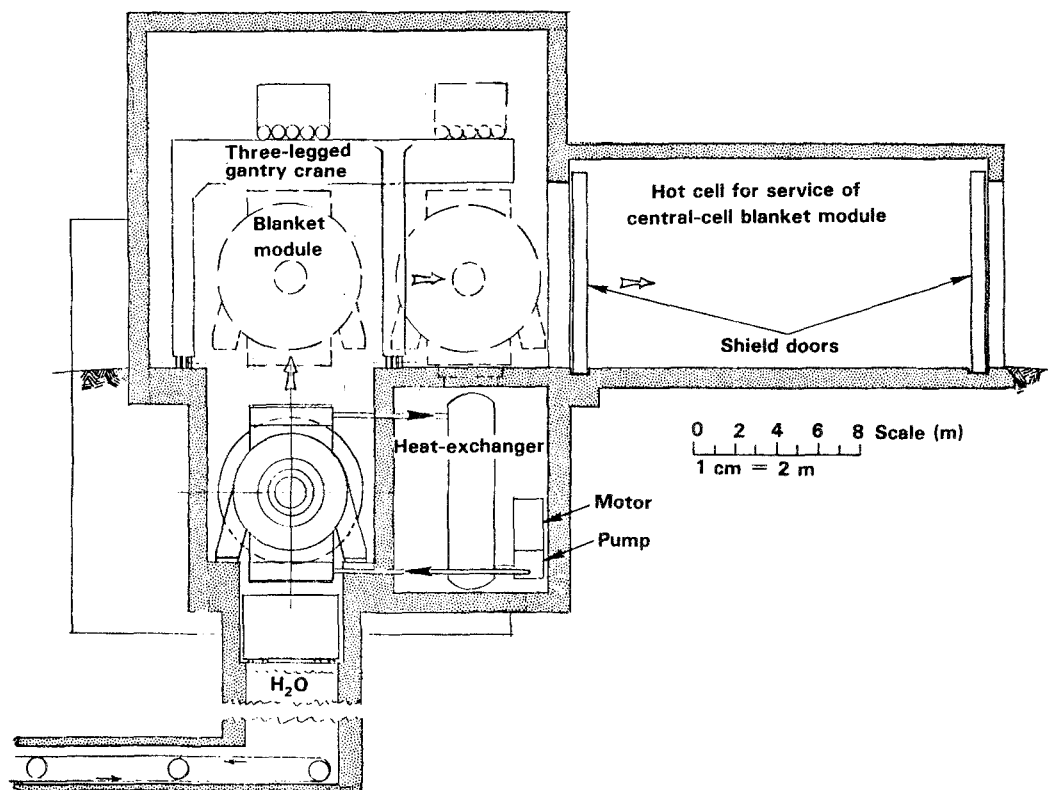 Three-legged
gantry crane
Blanket
module
Hot cell for service of
central-cell blanket module
Shield doors
Heat-exchanger
0 2 4 6 8 Scale (m)
1 cm = 2 m
Motor
Pump
H₂O